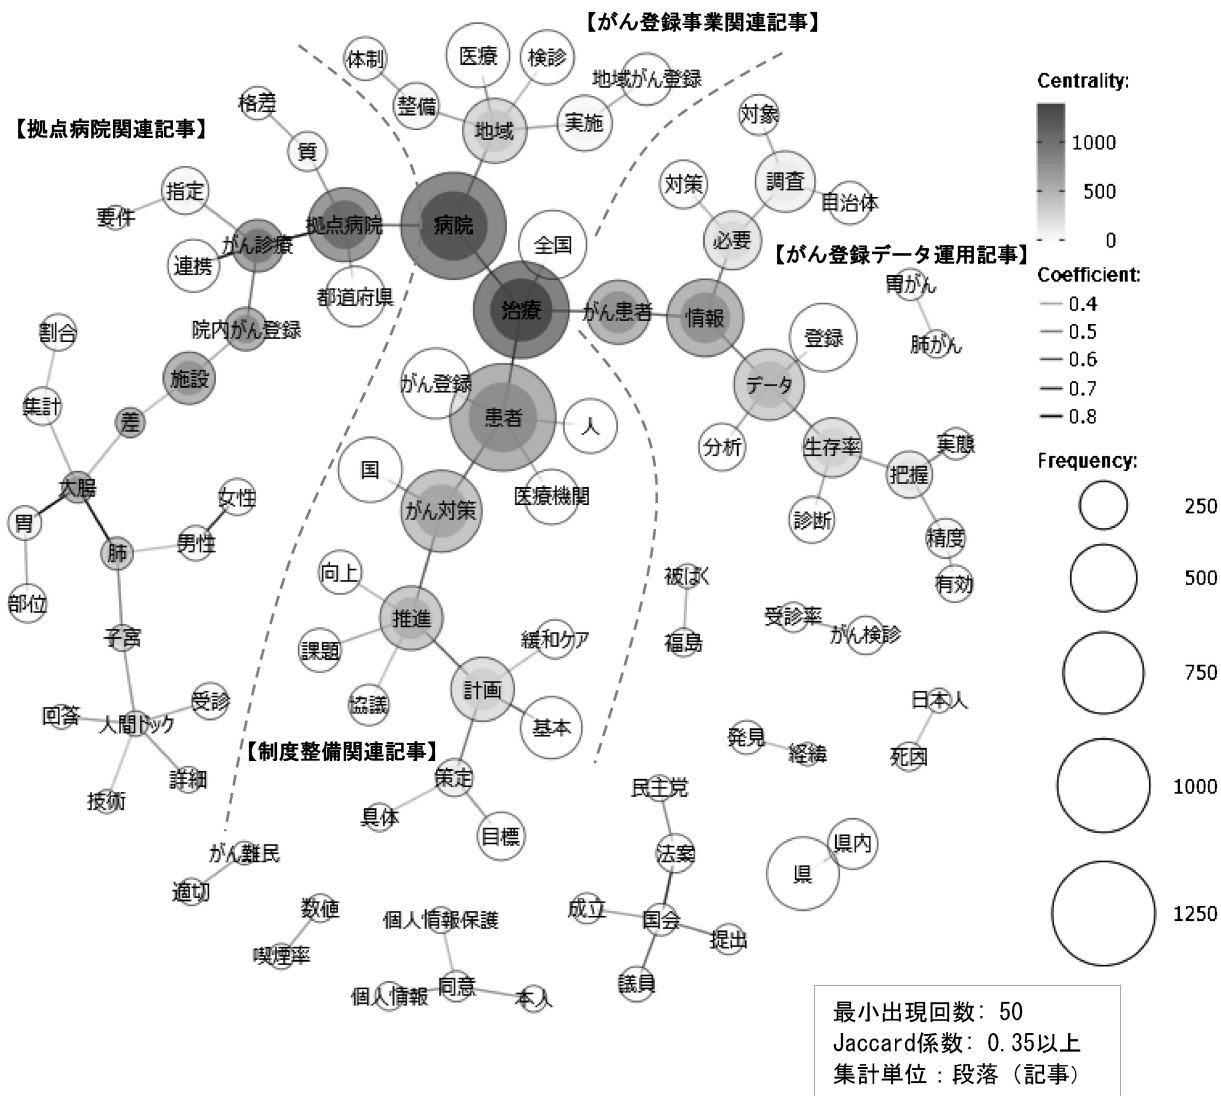 【がん登録事業関連記事】
体制
医療
検診
地域がん登録
整備
地域
実施
【拠点病院関連記事】
格差
質
指定
要件
連携
がん診療
拠点病院
都道府県
院内がん登録
施設
差
割合
集計
大腸
胃
部位
肺
男性
女性
子宮
人間ドック
回答
受診
技術
詳細
病院
全国
治療
がん登録
患者
人
国
がん対策
医療機関
向上
推進
課題
協議
計画
緩和ケア
基本
【制度整備関連記事】
策定
具体
目標
がん患者
情報
必要
対策
調査
対象
自治体
【がん登録データ運用記事】
データ
登録
分析
生存率
診断
把握
実態
精度
有効
胃がん
肺がん
被ばく
福島
受診率
がん検診
日本人
死因
発見
経緯
民主党
法案
国会
成立
提出
議員
県
県内
がん難民
適切
数値
喫煙率
個人情報保護
個人情報
同意
本人
Centrality:
1000
500
0
Coefficient:
0.4
0.5
0.6
0.7
0.8
Frequency:
250
500
750
1000
1250
最小出現回数: 50
Jaccard係数: 0.35以上
集計単位：段落（記事）